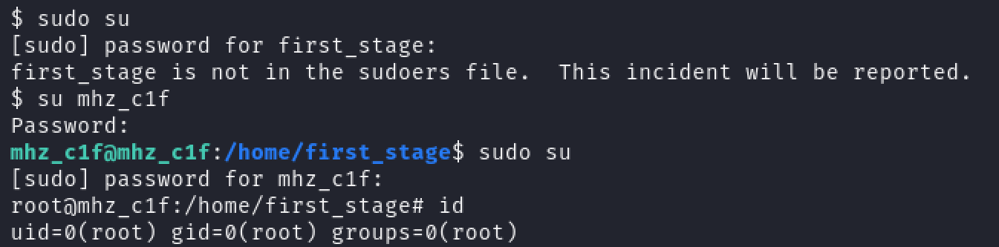 $ sudo su
[sudo] password for first_stage:
first_stage is not in the sudoers file.  This incident will be reported.
$ su mhz_c1f
Password:
mhz_c1f@mhz_c1f:/home/first_stage$ sudo su
[sudo] password for mhz_c1f:
root@mhz_c1f:/home/first_stage# id
uid=0(root) gid=0(root) groups=0(root)